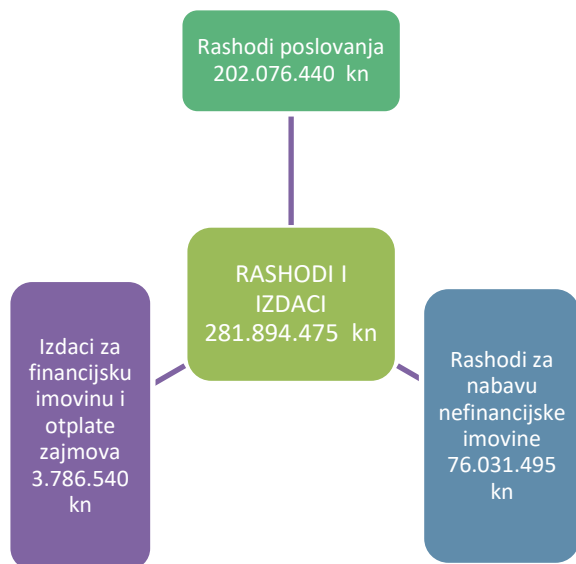 Rashodi poslovanja
202.076.440 kn
RASHODI I
IZDACI
281.894.475 kn
Izdaci za
financijsku
imovinu i
otplate
zajmova
3.786.540
kn
Rashodi za
nabavu
nefinancijske
imovine
76.031.495
kn